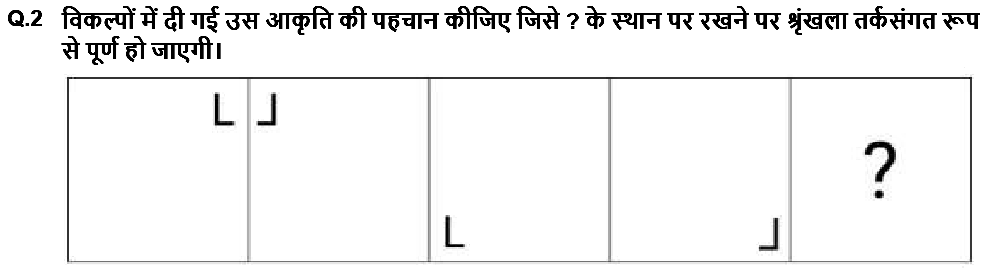 Q.2 विकल्पों में दी गई उस आकृति की पहचान कीजिए जिसे ? के स्थान पर रखने पर श्रृंखला तर्कसंगत रूप
से पूर्ण हो जाएगी।
?